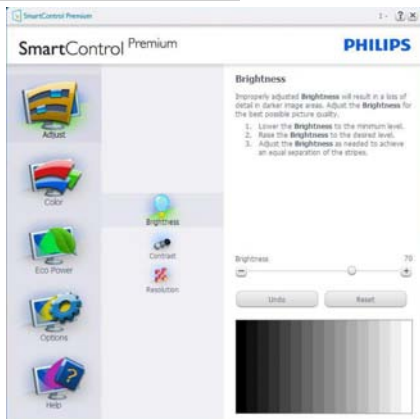 SmartControl Premium
SmartControl Premium
PHILIPS
Adjust
Color
Eco Power
Options
Help
Brightness
Contrast
Resolution
Brightness
Improperly adjusted Brightness will result in a loss of
detail in darker image areas. Adjust the Brightness for
the best possible picture quality.
1. Lower the Brightness to the minimum level.
2. Raise the Brightness to the desired level.
3. Adjust the Brightness as needed to achieve
an equal separation of the stripes.
Brightness 70
Undo Reset